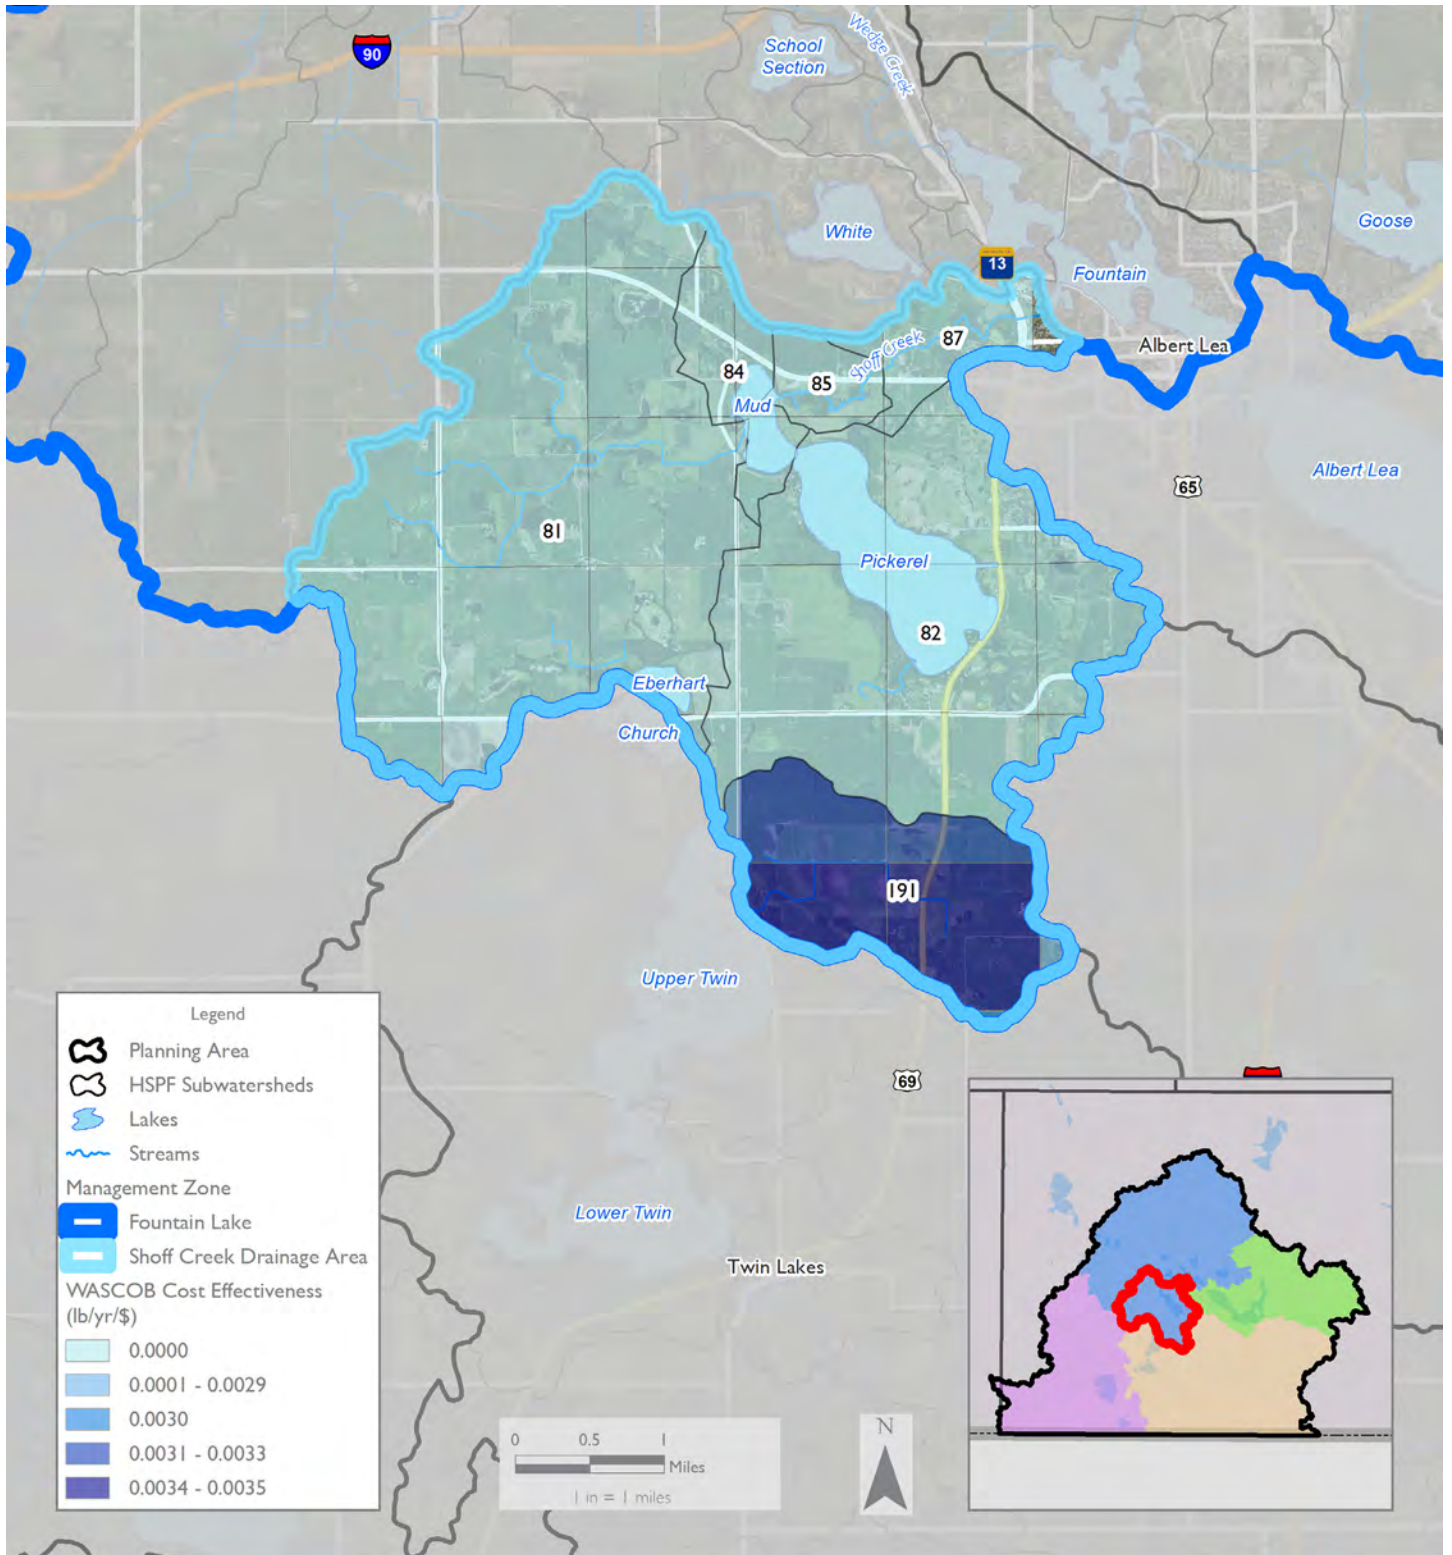 90
School
Section
Wedge Creek
White
Goose
13
Fountain
87
Shoff Creek
Albert Lea
84
85
Mud
Albert Lea
65
81
Pickerel
82
Eberhart
Church
191
Upper Twin
69
Lower Twin
Twin Lakes
Legend
Planning Area
HSPF Subwatersheds
Lakes
Streams
Management Zone
Fountain Lake
Shoff Creek Drainage Area
WASCOB Cost Effectiveness
(lb/yr/$)
0.0000
0.0001 - 0.0029
0.0030
0.0031 - 0.0033
0.0034 - 0.0035
0 0.5 1
Miles
1 in = 1 miles
N